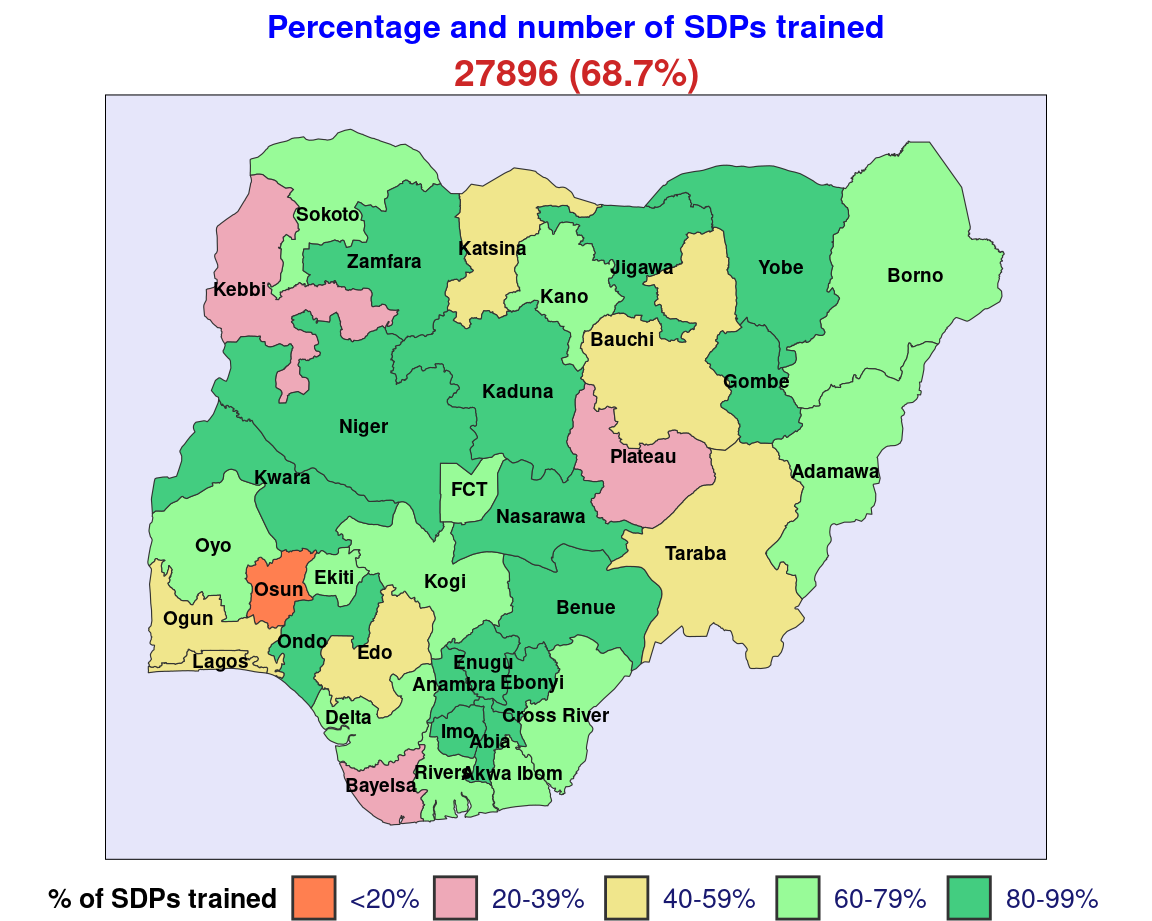 Percentage and number of SDPs trained
27896 (68.7%)
Sokoto
Katsina
Zamfara
Jigawa
Yobe
Borno
Kebbi
Kano
Bauchi
Gombe
Kaduna
Niger
Plateau
Adamawa
Kwara
FCT
Nasarawa
Oyo
Taraba
Osun
Ekiti
Kogi
Benue
Ogun
Ondo
Edo
Lagos
Enugu
Anambra
Ebonyi
Delta
Cross River
Imo
Abia
Bayelsa
Rivers
Akwa Ibom
% of SDPs trained <20% 20-39% 40-59% 60-79% 80-99%